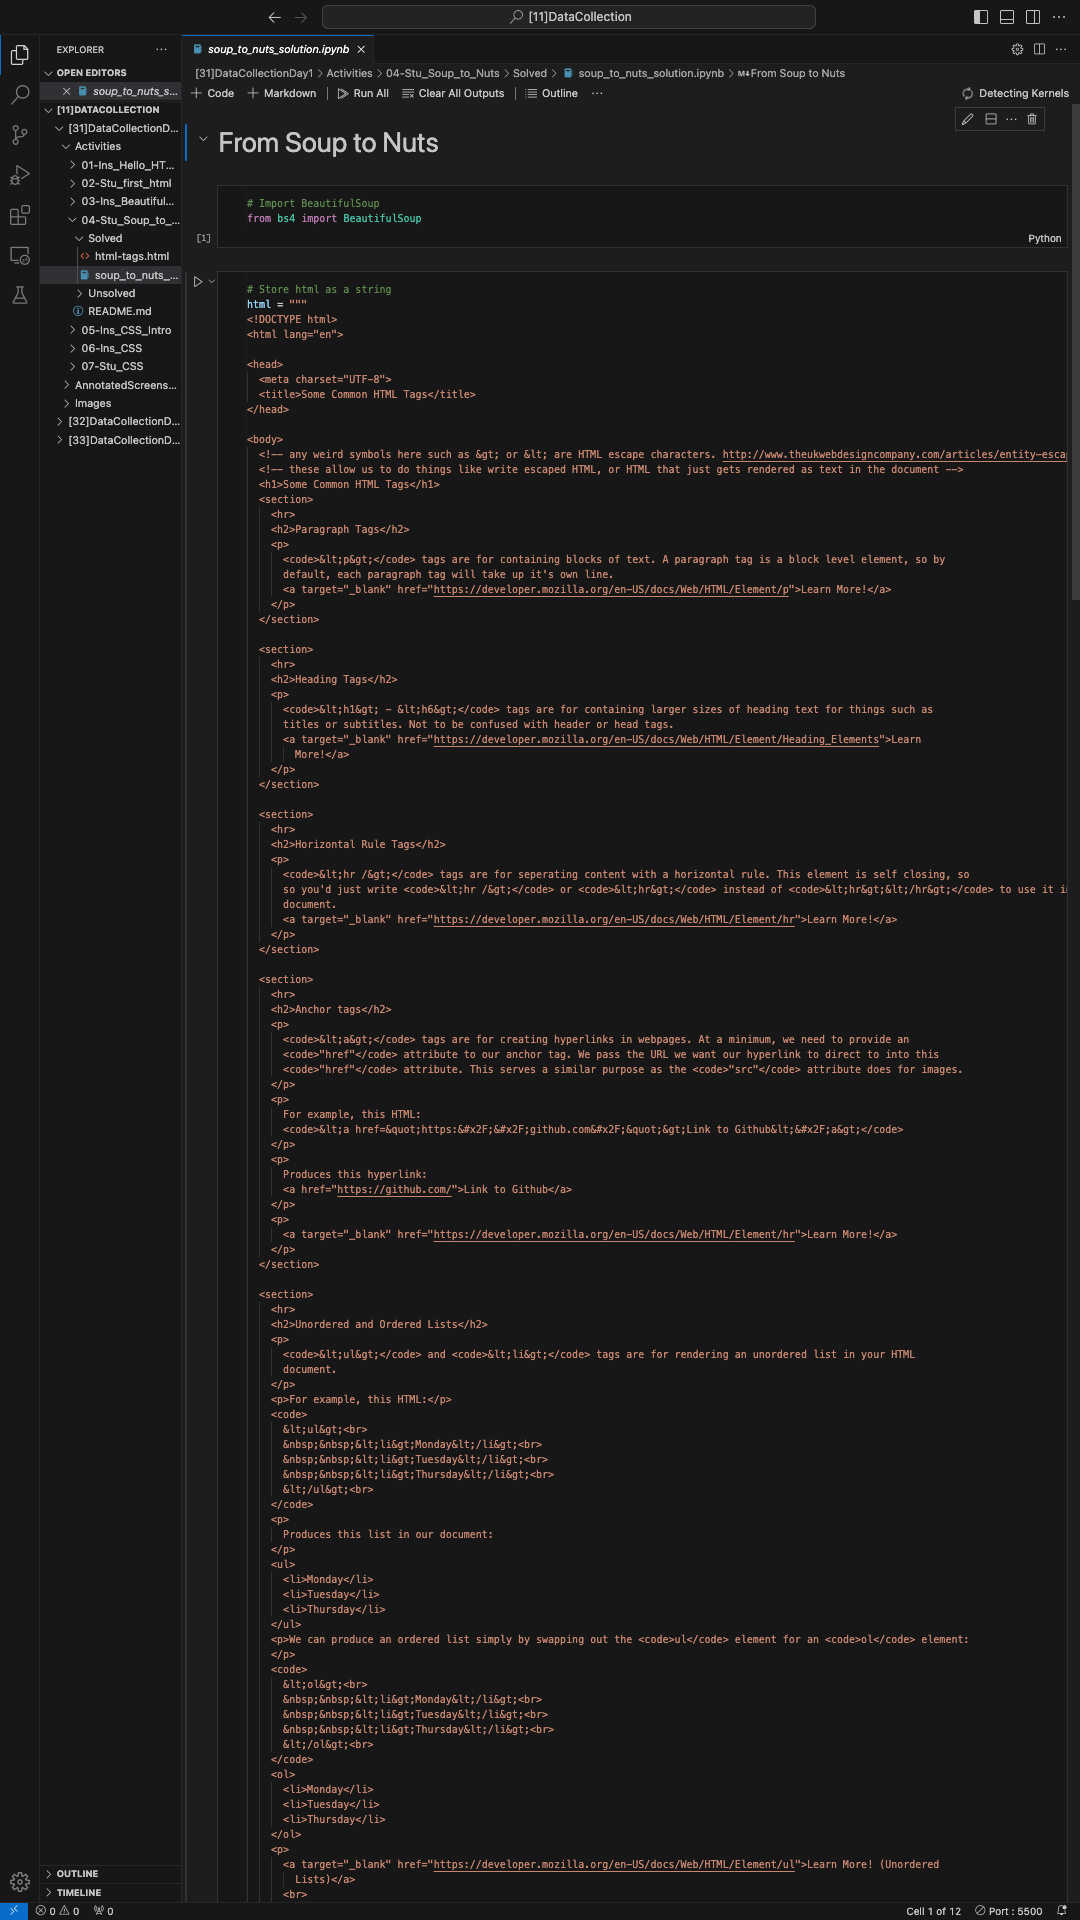 [11]DataCollection
EXPLORER
OPEN EDITORS
soup_to_nuts_s...
[11]DATACOLLECTION
[31]DataCollectionD...
Activities
01-Ins_Hello_HT...
02-Stu_first_html
03-Ins_Beautiful...
04-Stu_Soup_to_...
Solved
html-tags.html
soup_to_nuts_...
Unsolved
README.md
05-Ins_CSS_Intro
06-Ins_CSS
07-Stu_CSS
AnnotatedScreens...
Images
[32]DataCollectionD...
[33]DataCollectionD...
OUTLINE
TIMELINE
soup_to_nuts_solution.ipynb
[31]DataCollectionDay1 > Activities > 04-Stu_Soup_to_Nuts > Solved > soup_to_nuts_solution.ipynb > M↓From Soup to Nuts
+ Code + Markdown | Run All Clear All Outputs | Outline ...
Detecting Kernels
From Soup to Nuts
# Import BeautifulSoup
from bs4 import BeautifulSoup
[1]
Python
# Store html as a string
html = """
<!DOCTYPE html>
<html lang="en">
<head>
<meta charset="UTF-8">
<title>Some Common HTML Tags</title>
</head>
<body>
<!-- any weird symbols here such as &gt; or &lt; are HTML escape characters. http://www.theukwebdesigncompany.com/articles/entity-esca
<!-- these allow us to do things like write escaped HTML, or HTML that just gets rendered as text in the document -->
<h1>Some Common HTML Tags</h1>
<section>
<hr>
<h2>Paragraph Tags</h2>
<p>
<code>&lt;p&gt;</code> tags are for containing blocks of text. A paragraph tag is a block level element, so by
default, each paragraph tag will take up it's own line.
<a target="_blank" href="https://developer.mozilla.org/en-US/docs/Web/HTML/Element/p">Learn More!</a>
</p>
</section>
<section>
<hr>
<h2>Heading Tags</h2>
<p>
<code>&lt;h1&gt; - &lt;h6&gt;</code> tags are for containing larger sizes of heading text for things such as
titles or subtitles. Not to be confused with header or head tags.
<a target="_blank" href="https://developer.mozilla.org/en-US/docs/Web/HTML/Element/Heading_Elements">Learn
More!</a>
</p>
</section>
<section>
<hr>
<h2>Horizontal Rule Tags</h2>
<p>
<code>&lt;hr /&gt;</code> tags are for seperating content with a horizontal rule. This element is self closing, so
so you'd just write <code>&lt;hr /&gt;</code> or <code>&lt;hr&gt;</code> instead of <code>&lt;hr&gt;&lt;/hr&gt;</code> to use it i
document.
<a target="_blank" href="https://developer.mozilla.org/en-US/docs/Web/HTML/Element/hr">Learn More!</a>
</p>
</section>
<section>
<hr>
<h2>Anchor tags</h2>
<p>
<code>&lt;a&gt;</code> tags are for creating hyperlinks in webpages. At a minimum, we need to provide an
<code>"href"</code> attribute to our anchor tag. We pass the URL we want our hyperlink to direct to into this
<code>"href"</code> attribute. This serves a similar purpose as the <code>"src"</code> attribute does for images.
</p>
<p>
For example, this HTML:
<code>&lt;a href=&quot;https:&#x2F;&#x2F;github.com&#x2F;&quot;&gt;Link to Github&lt;&#x2F;a&gt;</code>
</p>
<p>
Produces this hyperlink:
<a href="https://github.com/">Link to Github</a>
</p>
<p>
<a target="_blank" href="https://developer.mozilla.org/en-US/docs/Web/HTML/Element/hr">Learn More!</a>
</p>
</section>
<section>
<hr>
<h2>Unordered and Ordered Lists</h2>
<p>
<code>&lt;ul&gt;</code> and <code>&lt;li&gt;</code> tags are for rendering an unordered list in your HTML
document.
</p>
<p>For example, this HTML:</p>
<code>
&lt;ul&gt;<br>
&nbsp;&nbsp;&lt;li&gt;Monday&lt;/li&gt;<br>
&nbsp;&nbsp;&lt;li&gt;Tuesday&lt;/li&gt;<br>
&nbsp;&nbsp;&lt;li&gt;Thursday&lt;/li&gt;<br>
&lt;/ul&gt;<br>
</code>
<p>
Produces this list in our document:
</p>
<ul>
<li>Monday</li>
<li>Tuesday</li>
<li>Thursday</li>
</ul>
<p>We can produce an ordered list simply by swapping out the <code>ul</code> element for an <code>ol</code> element:
</p>
<code>
&lt;ol&gt;<br>
&nbsp;&nbsp;&lt;li&gt;Monday&lt;/li&gt;<br>
&nbsp;&nbsp;&lt;li&gt;Tuesday&lt;/li&gt;<br>
&nbsp;&nbsp;&lt;li&gt;Thursday&lt;/li&gt;<br>
&lt;/ol&gt;<br>
</code>
<ol>
<li>Monday</li>
<li>Tuesday</li>
<li>Thursday</li>
</ol>
<p>
<a target="_blank" href="https://developer.mozilla.org/en-US/docs/Web/HTML/Element/ul">Learn More! (Unordered
Lists)</a>
<br>
0 0 0
Cell 1 of 12 Port : 5500